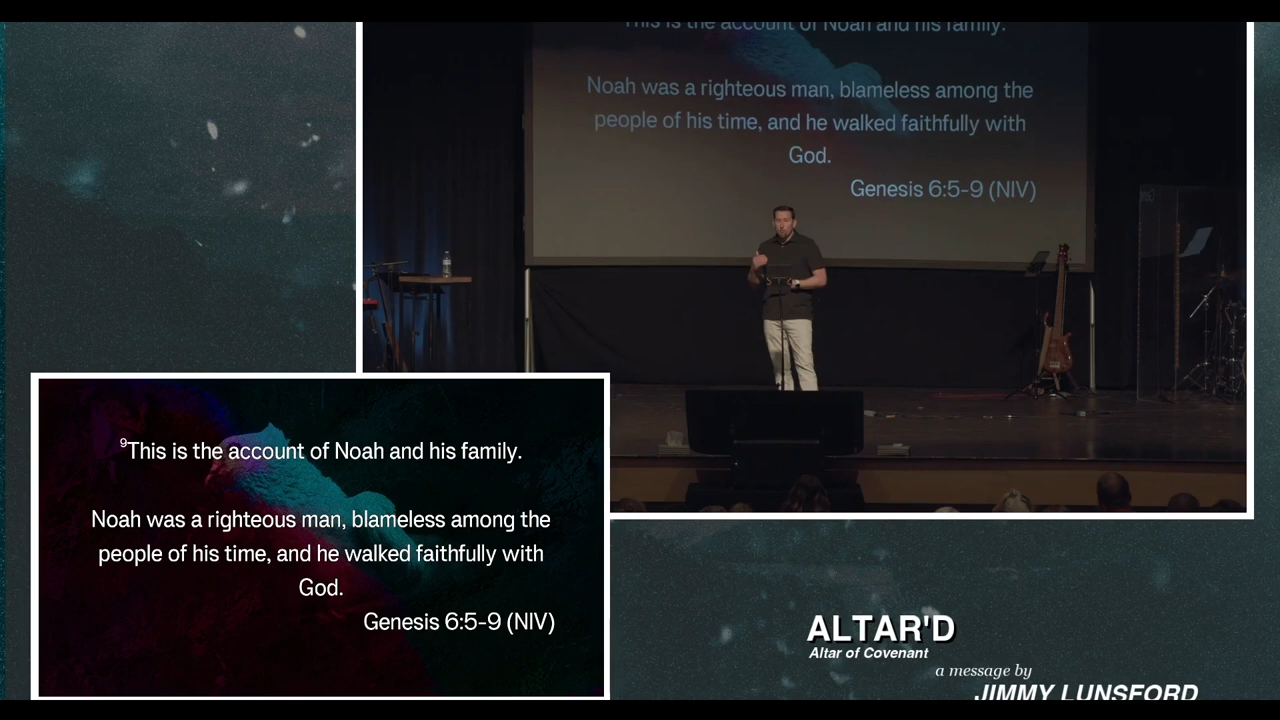 This is the account of Noah and his family.
Noah was a righteous man, blameless among the
people of his time, and he walked faithfully with
God.
Genesis 6:5-9 (NIV)
⁹This is the account of Noah and his family.
Noah was a righteous man, blameless among the
people of his time, and he walked faithfully with
God.
Genesis 6:5-9 (NIV)
ALTAR'D
Altar of Covenant
a message by
JIMMY LUNSFORD